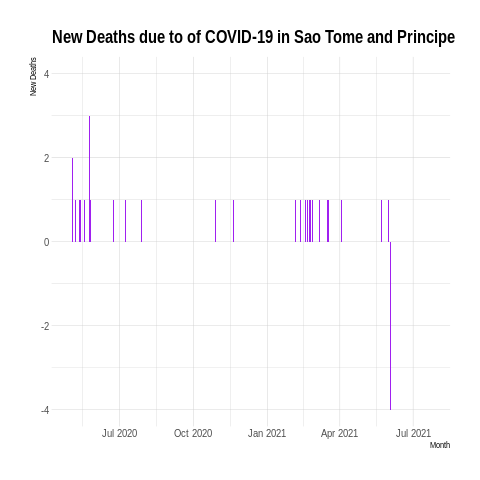 New Deaths due to of COVID-19 in Sao Tome and Principe
New Deaths
4
2
0
-2
-4
Jul 2020 Oct 2020 Jan 2021 Apr 2021 Jul 2021
Month